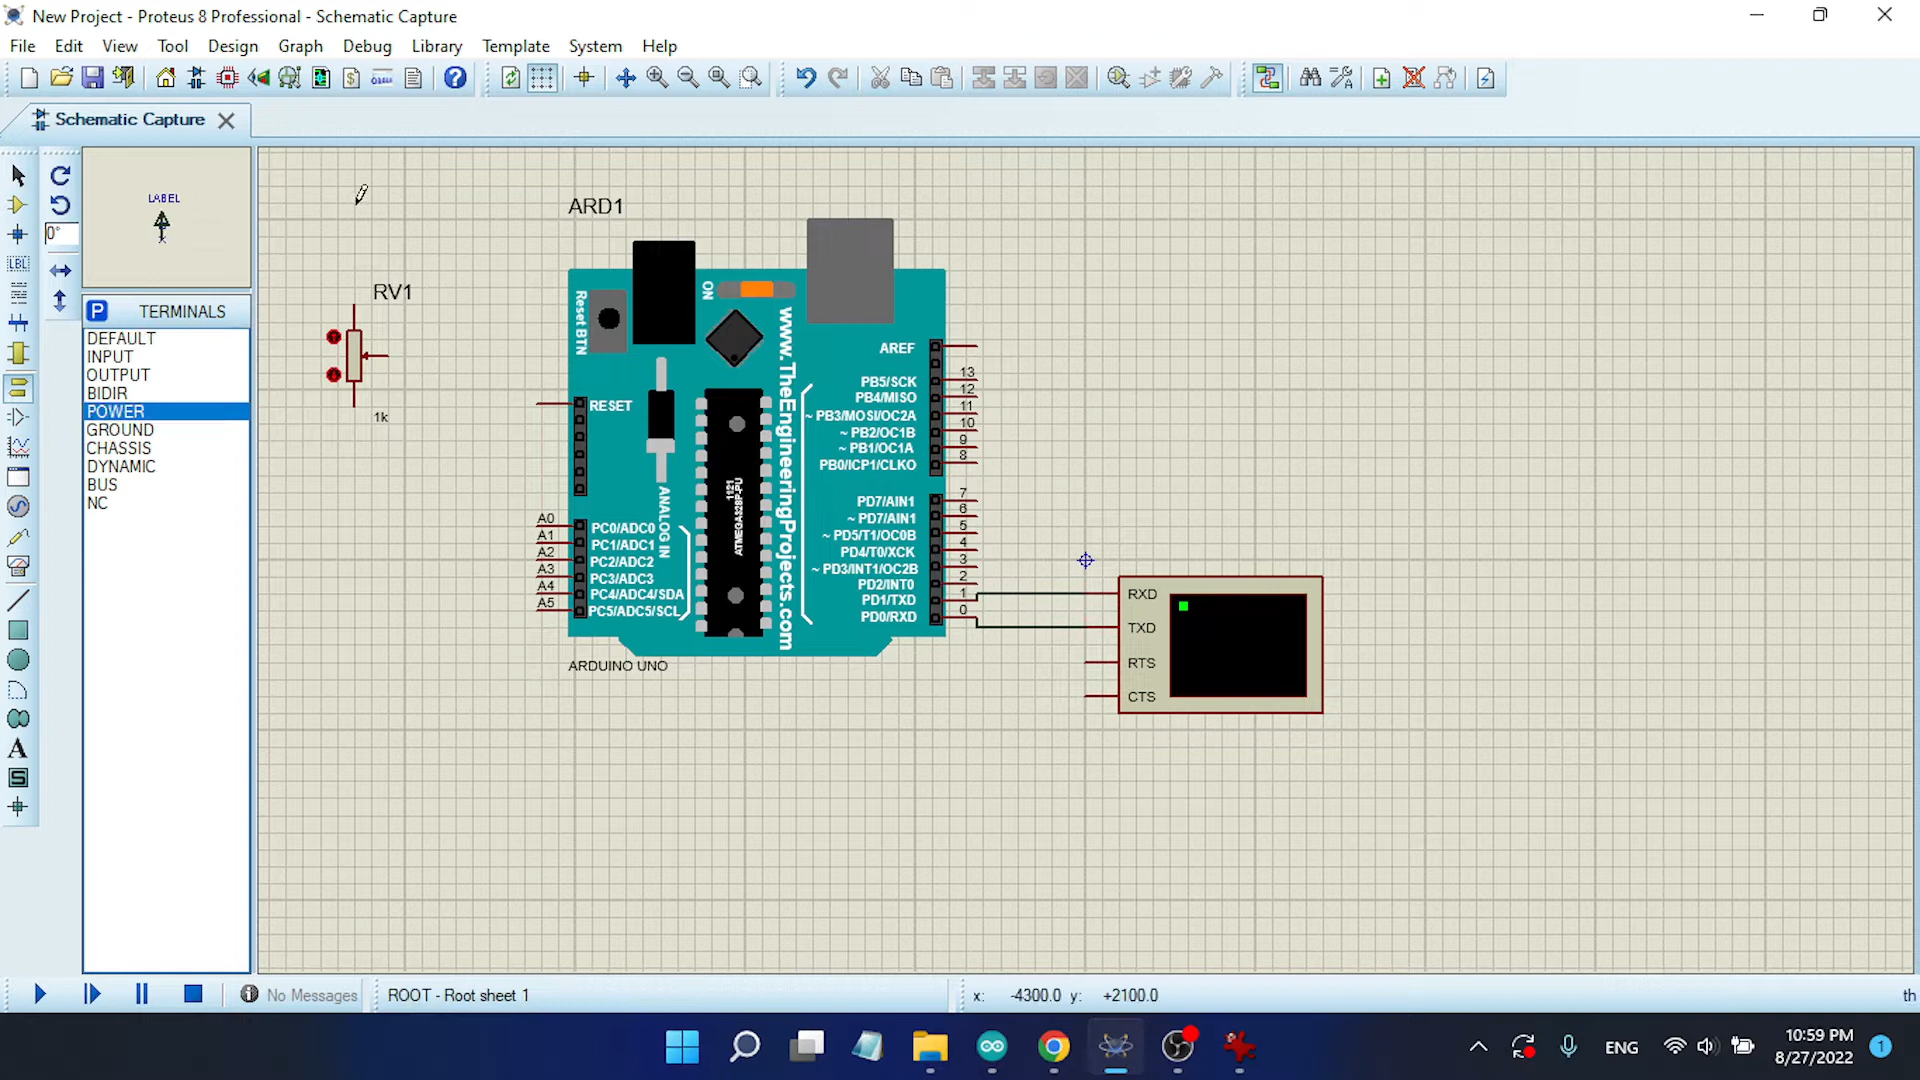 New Project - Proteus 8 Professional - Schematic Capture
File Edit View Tool Design Graph Debug Library Template System Help
Schematic Capture
0°
LABEL
LBL
P TERMINALS
DEFAULT
INPUT
OUTPUT
BIDIR
POWER
GROUND
CHASSIS
DYNAMIC
BUS
NC
A
S
RV1
1k
ARD1
Reset BTN
ON
www.TheEngineeringProjects.com
RESET
ANALOG IN
1121
ATMEGA328P-PU
A0 PC0/ADC0
A1 PC1/ADC1
A2 PC2/ADC2
A3 PC3/ADC3
A4 PC4/ADC4/SDA
A5 PC5/ADC5/SCL
AREF
PB5/SCK 13
PB4/MISO 12
~ PB3/MOSI/OC2A 11
~ PB2/OC1B 10
~ PB1/OC1A 9
PB0/ICP1/CLKO 8
PD7/AIN1 7
~ PD7/AIN1 6
~ PD5/T1/OC0B 5
PD4/T0/XCK 4
~ PD3/INT1/OC2B 3
PD2/INT0 2
PD1/TXD 1
PD0/RXD 0
ARDUINO UNO
RXD
TXD
RTS
CTS
No Messages
ROOT - Root sheet 1
x: -4300.0 y: +2100.0
th
ENG
10:59 PM
8/27/2022
1